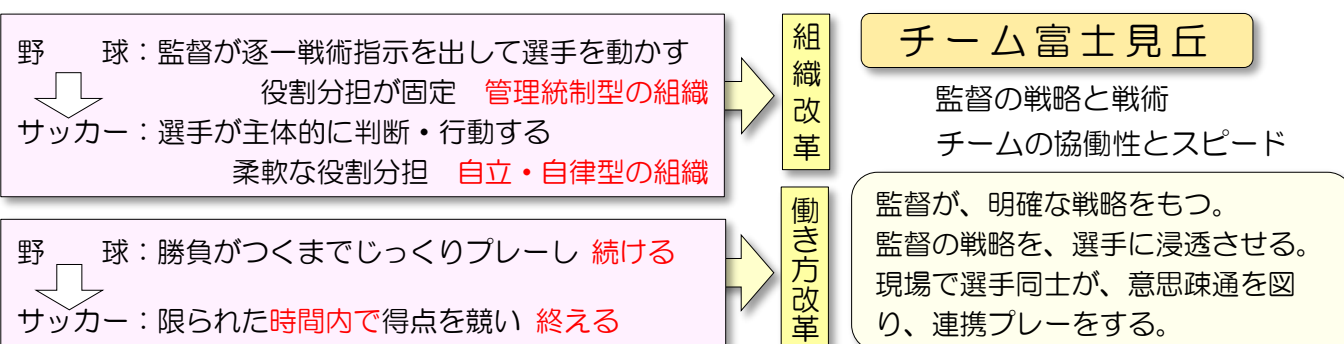 野　球：監督が逐一戦術指示を出して選手を動かす
役割分担が固定　管理統制型の組織
サッカー：選手が主体的に判断・行動する
柔軟な役割分担　自立・自律型の組織
組織改革
野　球：勝負がつくまでじっくりプレーし 続ける
サッカー：限られた時間内で得点を競い 終える
働き方改革
チーム富士見丘
監督の戦略と戦術
チームの協働性とスピード
監督が、明確な戦略をもつ。
監督の戦略を、選手に浸透させる。
現場で選手同士が、意思疎通を図
り、連携プレーをする。